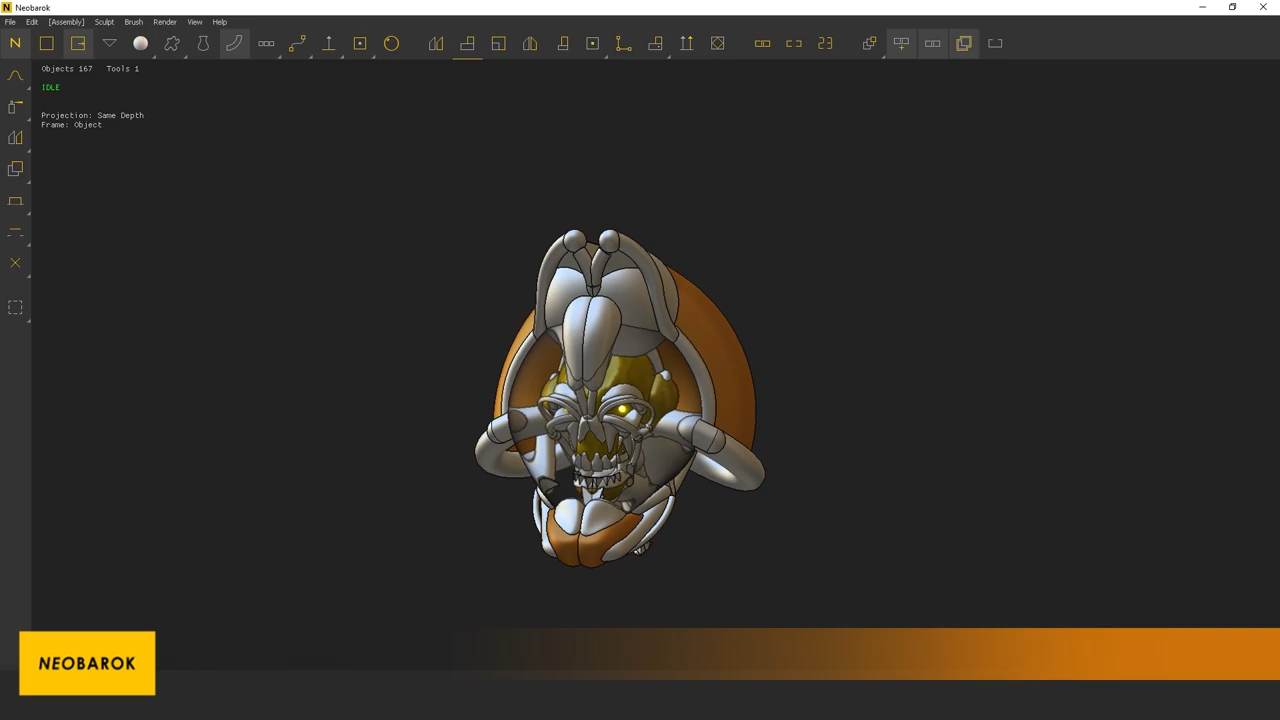 Neobarok
File Edit [Assembly] Sculpt Brush Render View Help
Objects 167 Tools 1
IDLE
Projection: Same Depth
Frame: Object
NEOBAROK